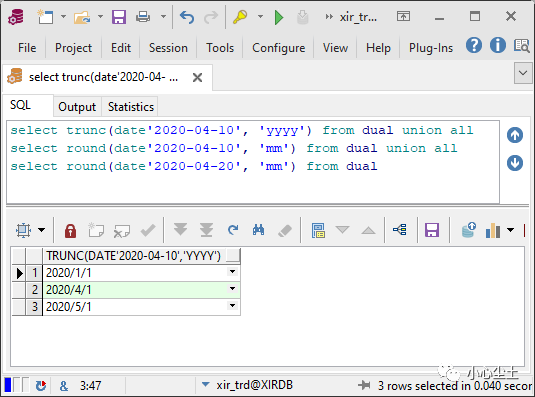 xir_tr...
File Project Edit Session Tools Configure View Help Plug-Ins
select trunc(date'2020-04- ...
SQL Output Statistics
select trunc(date'2020-04-10', 'yyyy') from dual union all
select round(date'2020-04-10', 'mm') from dual union all
select round(date'2020-04-20', 'mm') from dual
TRUNC(DATE'2020-04-10','YYYY')
1 2020/1/1
2 2020/4/1
3 2020/5/1
小心尘土
& 3:47 xir_trd@XIRDB 3 rows selected in 0.040 secor